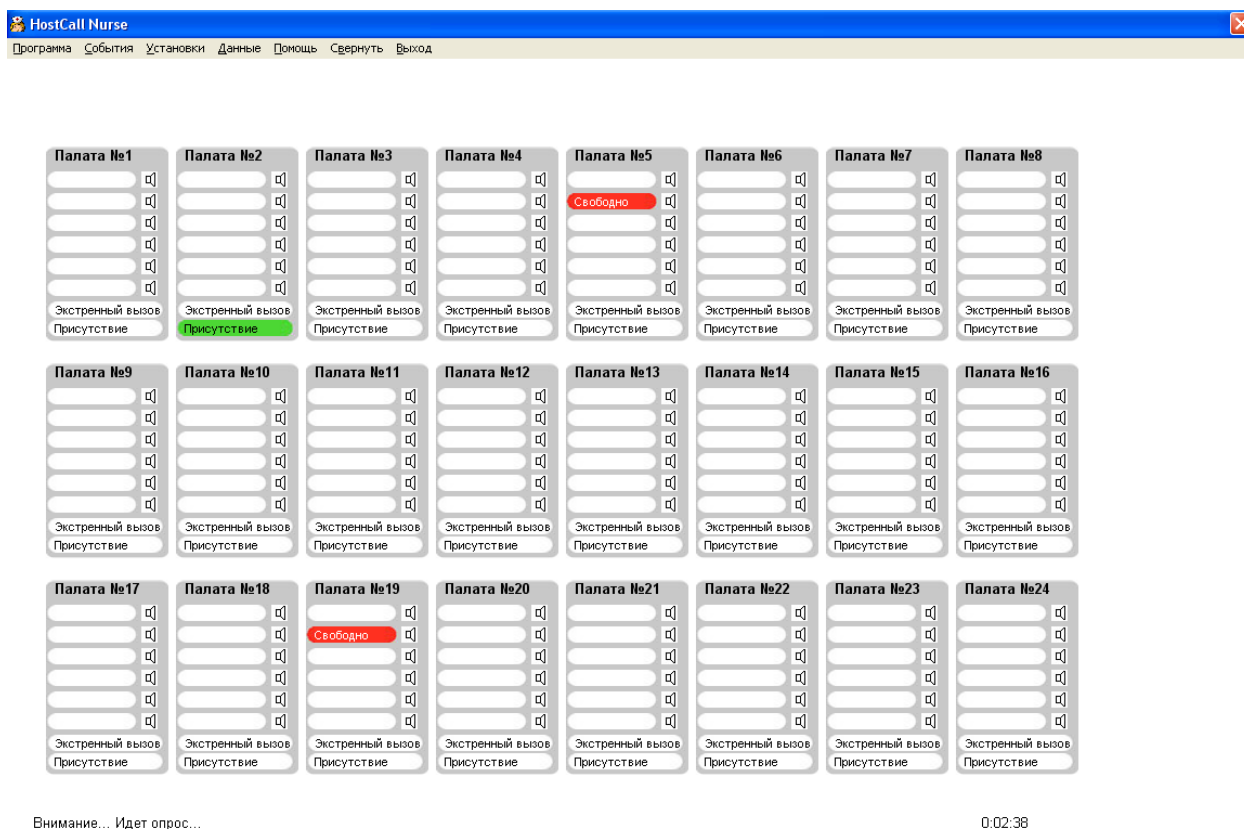 HostCall Nurse
Программа События Установки Данные Помощь Свернуть Выход
Палата №1 Палата №2 Палата №3 Палата №4 Палата №5 Палата №6 Палата №7 Палата №8
Свободно
Экстренный вызов Экстренный вызов Экстренный вызов Экстренный вызов Экстренный вызов Экстренный вызов Экстренный вызов Экстренный вызов
Присутствие Присутствие Присутствие Присутствие Присутствие Присутствие Присутствие Присутствие
Палата №9 Палата №10 Палата №11 Палата №12 Палата №13 Палата №14 Палата №15 Палата №16
Экстренный вызов Экстренный вызов Экстренный вызов Экстренный вызов Экстренный вызов Экстренный вызов Экстренный вызов Экстренный вызов
Присутствие Присутствие Присутствие Присутствие Присутствие Присутствие Присутствие Присутствие
Палата №17 Палата №18 Палата №19 Палата №20 Палата №21 Палата №22 Палата №23 Палата №24
Свободно
Экстренный вызов Экстренный вызов Экстренный вызов Экстренный вызов Экстренный вызов Экстренный вызов Экстренный вызов Экстренный вызов
Присутствие Присутствие Присутствие Присутствие Присутствие Присутствие Присутствие Присутствие
Внимание... Идет опрос... 0:02:38